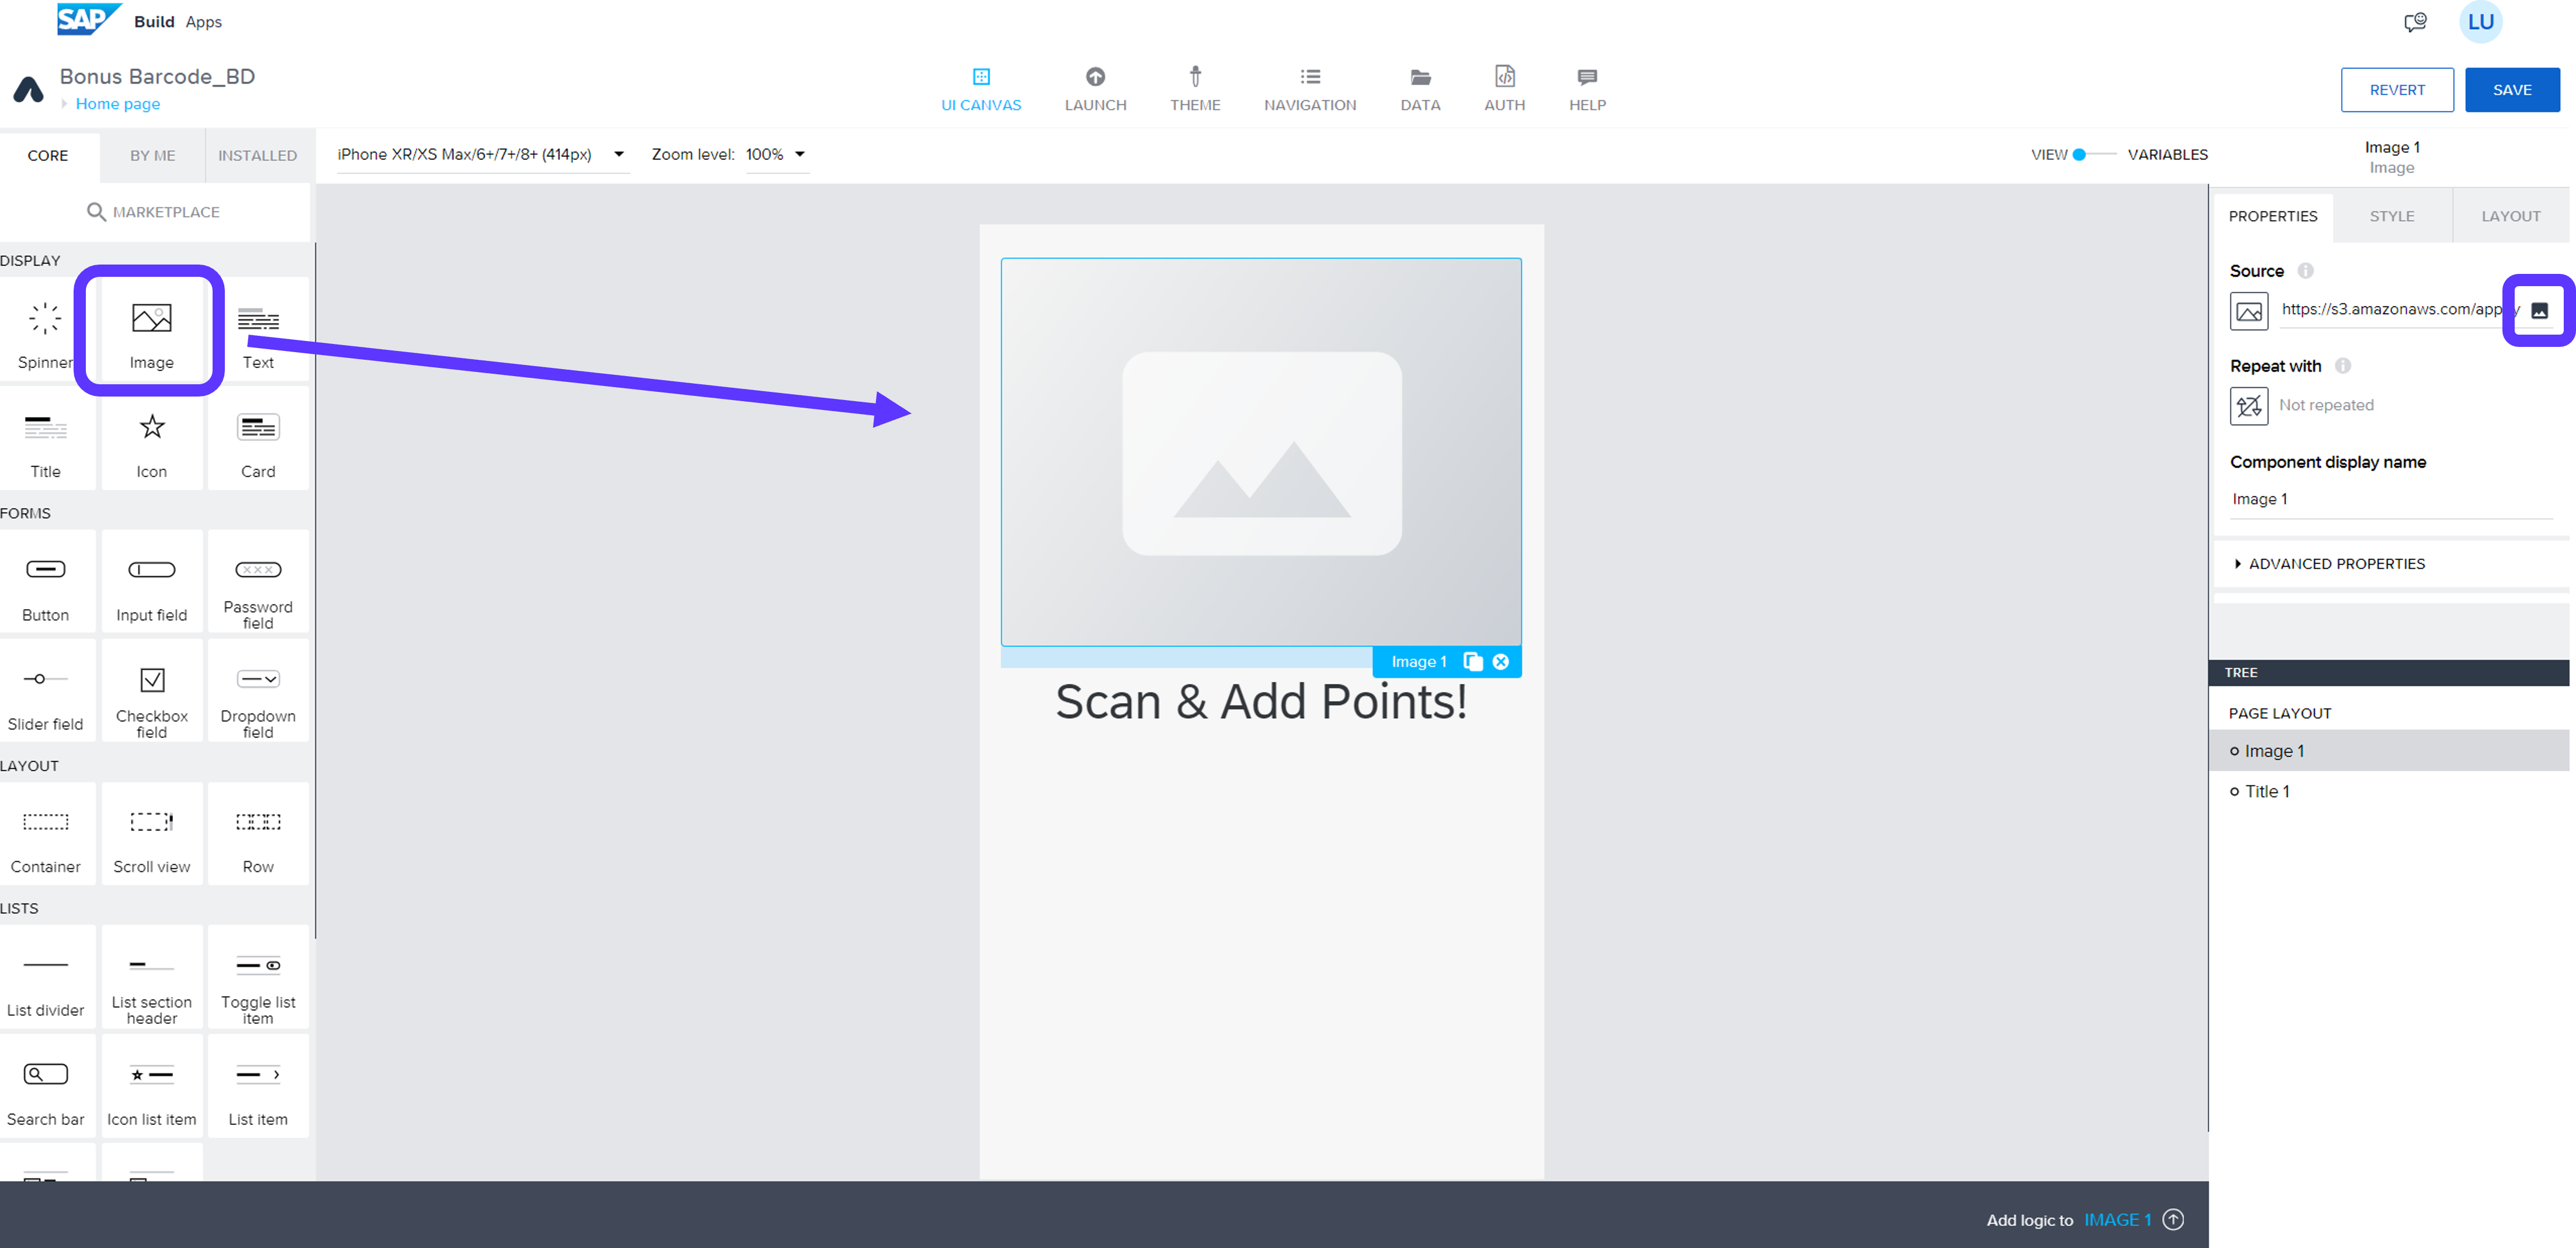 SAP Build Apps
LU
Bonus Barcode_BD
Home page
UI CANVAS
LAUNCH
THEME
NAVIGATION
DATA
AUTH
HELP
REVERT
SAVE
CORE
BY ME
INSTALLED
iPhone XR/XS Max/6+/7+/8+ (414px)
Zoom level: 100%
VIEW
VARIABLES
Image 1
Image
MARKETPLACE
DISPLAY
Spinner
Image
Text
Title
Icon
Card
FORMS
Button
Input field
Password
field
Slider field
Checkbox
field
Dropdown
field
LAYOUT
Container
Scroll view
Row
LISTS
List divider
List section
header
Toggle list
item
Search bar
Icon list item
List item
Image 1
Scan & Add Points!
PROPERTIES
STYLE
LAYOUT
Source
https://s3.amazonaws.com/app
Repeat with
Not repeated
Component display name
Image 1
ADVANCED PROPERTIES
TREE
PAGE LAYOUT
Image 1
Title 1
Add logic to IMAGE 1